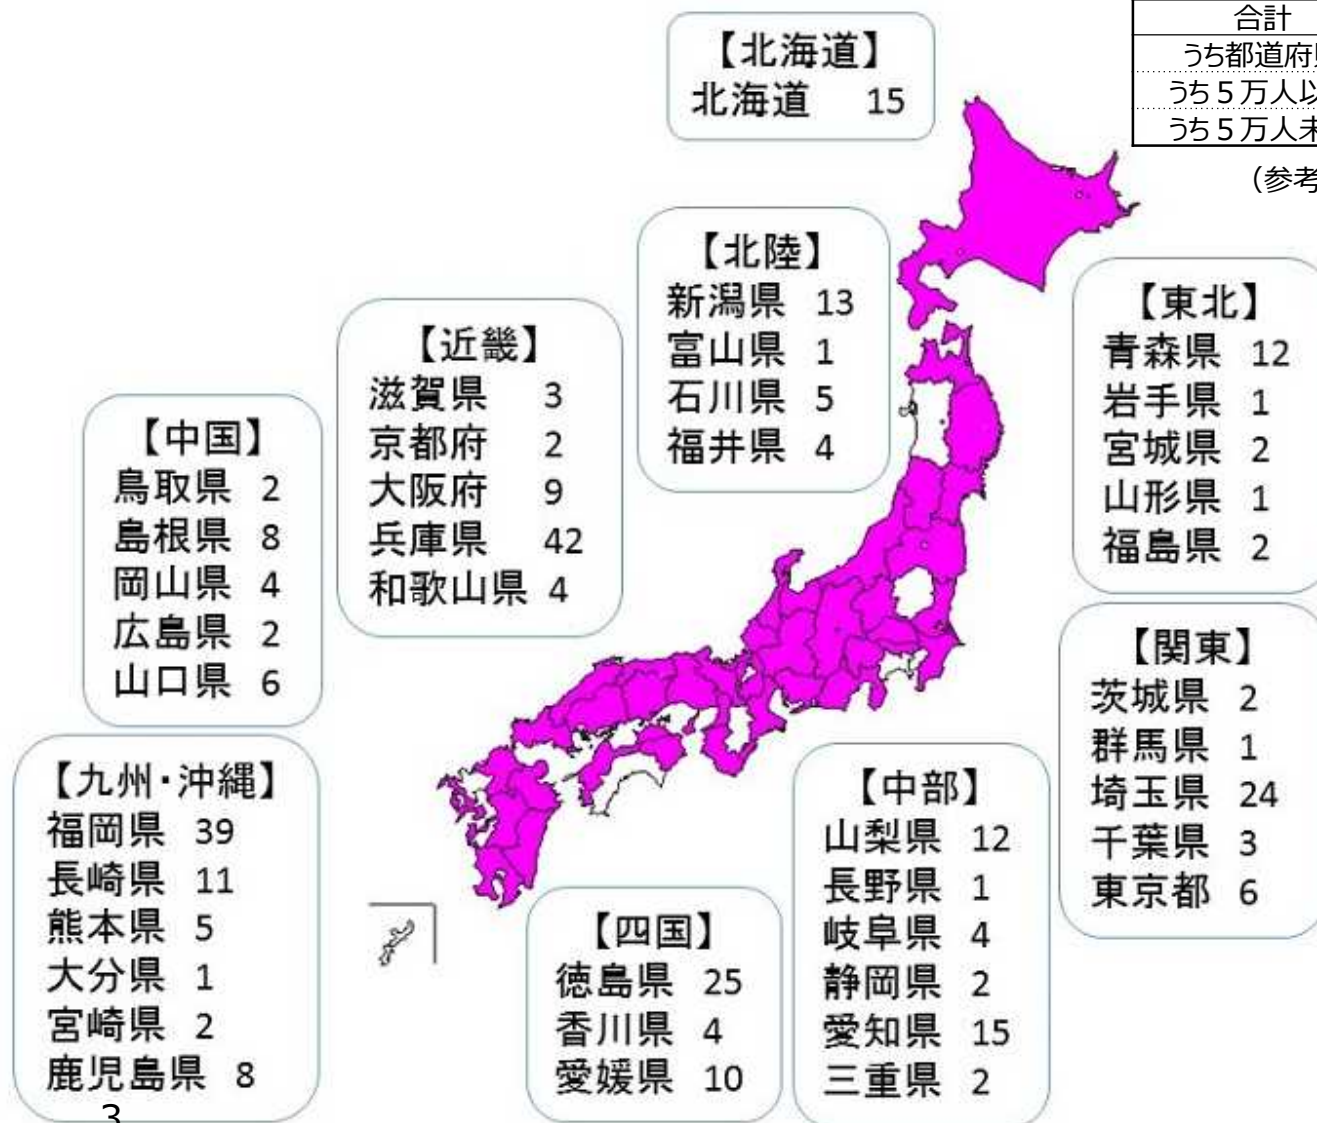 合計
うち都道府県
うち５万人以
うち５万人未
（参考
【北海道】
北海道 15
【北陸】
新潟県 13
富山県 1
石川県 5
福井県 4
【東北】
青森県 12
岩手県 1
宮城県 2
山形県 1
福島県 2
【近畿】
滋賀県 3
京都府 2
大阪府 9
兵庫県 42
和歌山県 4
【中国】
鳥取県 2
島根県 8
岡山県 4
広島県 2
山口県 6
【関東】
茨城県 2
群馬県 1
埼玉県 24
千葉県 3
東京都 6
【九州・沖縄】
福岡県 39
長崎県 11
熊本県 5
大分県 1
宮崎県 2
鹿児島県 8
【中部】
山梨県 12
長野県 1
岐阜県 4
静岡県 2
愛知県 15
三重県 2
【四国】
徳島県 25
香川県 4
愛媛県 10
3